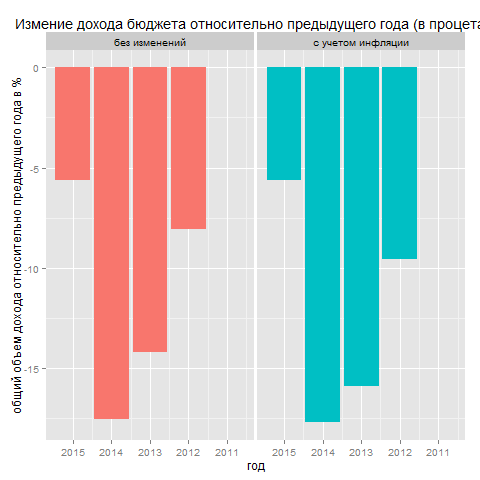 Измение дохода бюджета относительно предыдущего года (в процета
без изменений
с учетом инфляции
общий объем дохода относительно предыдущего года в %
0
-5
-10
-15
2015 2014 2013 2012 2011
2015 2014 2013 2012 2011
год